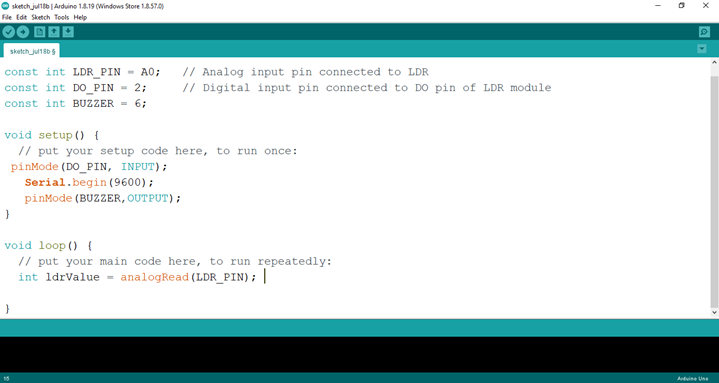 sketch_jul18b § | Arduino 1.8.19 (Windows Store 1.8.57.0)
File Edit Sketch Tools Help
sketch_jul18b §
const int LDR_PIN = A0;   // Analog input pin connected to LDR
const int DO_PIN = 2;     // Digital input pin connected to DO pin of LDR module
const int BUZZER = 6;
void setup() {
// put your setup code here, to run once:
pinMode(DO_PIN, INPUT);
Serial.begin(9600);
pinMode(BUZZER,OUTPUT);
}
void loop() {
// put your main code here, to run repeatedly:
int ldrValue = analogRead(LDR_PIN);
}
15
Arduino Uno